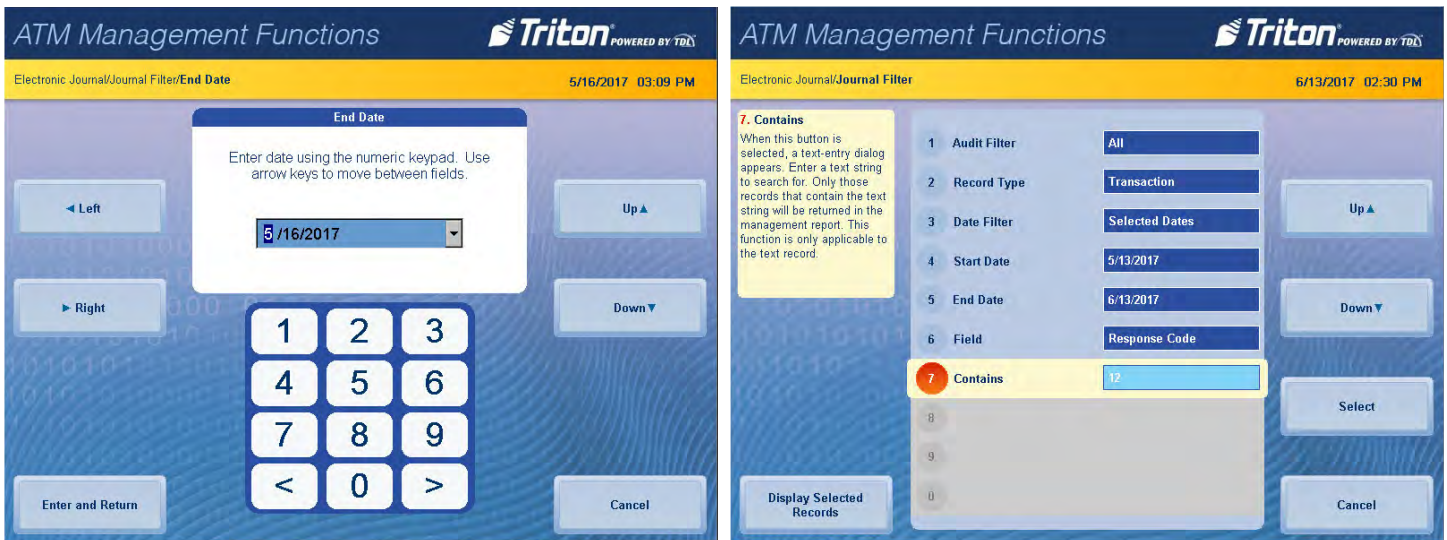 ATM Management Functions
Triton POWERED BY TDL
Electronic Journal/Journal Filter/End Date
5/16/2017 03:09 PM
End Date
Enter date using the numeric keypad. Use
arrow keys to move between fields.
5 /16/2017
◄ Left
Up▲
► Right
Down▼
1 2 3
4 5 6
7 8 9
< 0 >
Enter and Return
Cancel
ATM Management Functions
Triton POWERED BY TDL
Electronic Journal/Journal Filter
6/13/2017 02:30 PM
7. Contains
When this button is
selected, a text-entry dialog
appears. Enter a text string
to search for. Only those
records that contain the text
string will be returned in the
management report. This
function is only applicable to
the text record.
1 Audit Filter All
2 Record Type Transaction
3 Date Filter Selected Dates
4 Start Date 5/13/2017
5 End Date 6/13/2017
6 Field Response Code
7 Contains 12
8
9
0
Up▲
Down▼
Select
Display Selected
Records
Cancel